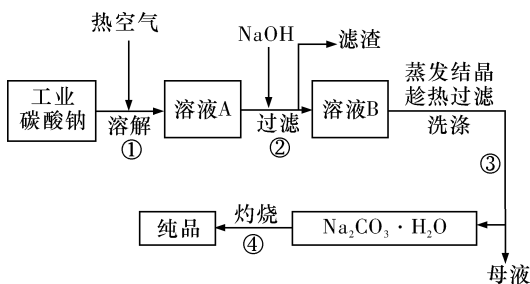 热空气
NaOH
滤渣
工业
碳酸钠
溶解
①
溶液A
过滤
②
溶液B
蒸发结晶
趁热过滤
洗涤
③
纯品
灼烧
④
Na₂CO₃·H₂O
母液